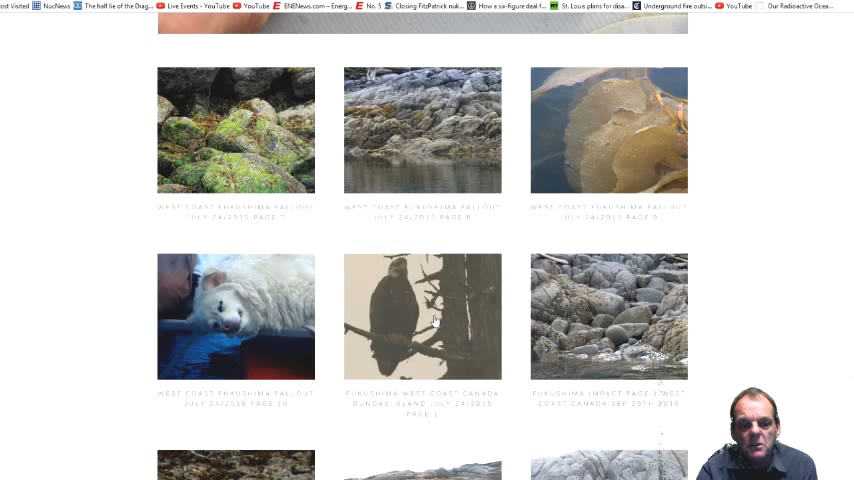 ost Visited NucNews The half lie of the Drag... Live Events - YouTube YouTube ENENews.com – Energ... No. 5 Closing FitzPatrick nuk... How a six-figure deal f... St. Louis plans for disa... Underground fire outsi... YouTube Our Radioactive Ocea...
WEST COAST FUKUSHIMA FALLOUT
JULY 24/2015 PAGE 7
WEST COAST FUKUSHIMA FALLOUT
JULY 24/2015 PAGE 8
WEST COAST FUKUSHIMA FALLOUT
JULY 24/2015 PAGE 9
WEST COAST FUKUSHIMA FALLOUT
JULY 24/2015 PAGE 10
FUKUSHIMA WEST COAST CANADA
DUNDAS ISLAND JULY 24/2015
PAGE 1
FUKUSHIMA IMPACT PAGE 1 WEST
COAST CANADA SEP 29TH 2015